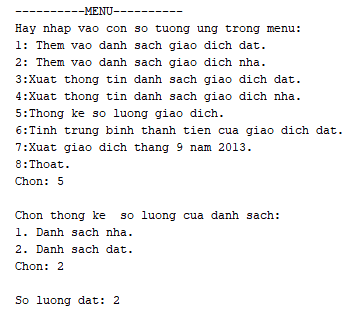 ----------MENU----------
Hay nhap vao con so tuong ung trong menu:
1: Them vao danh sach giao dich dat.
2: Them vao danh sach giao dich nha.
3:Xuat thong tin danh sach giao dich dat.
4:Xuat thong tin danh sach giao dich nha.
5:Thong ke so luong giao dich.
6:Tinh trung binh thanh tien cua giao dich dat.
7:Xuat giao dich thang 9 nam 2013.
8:Thoat.
Chon: 5
Chon thong ke  so luong cua danh sach:
1. Danh sach nha.
2. Danh sach dat.
Chon: 2
So luong dat: 2